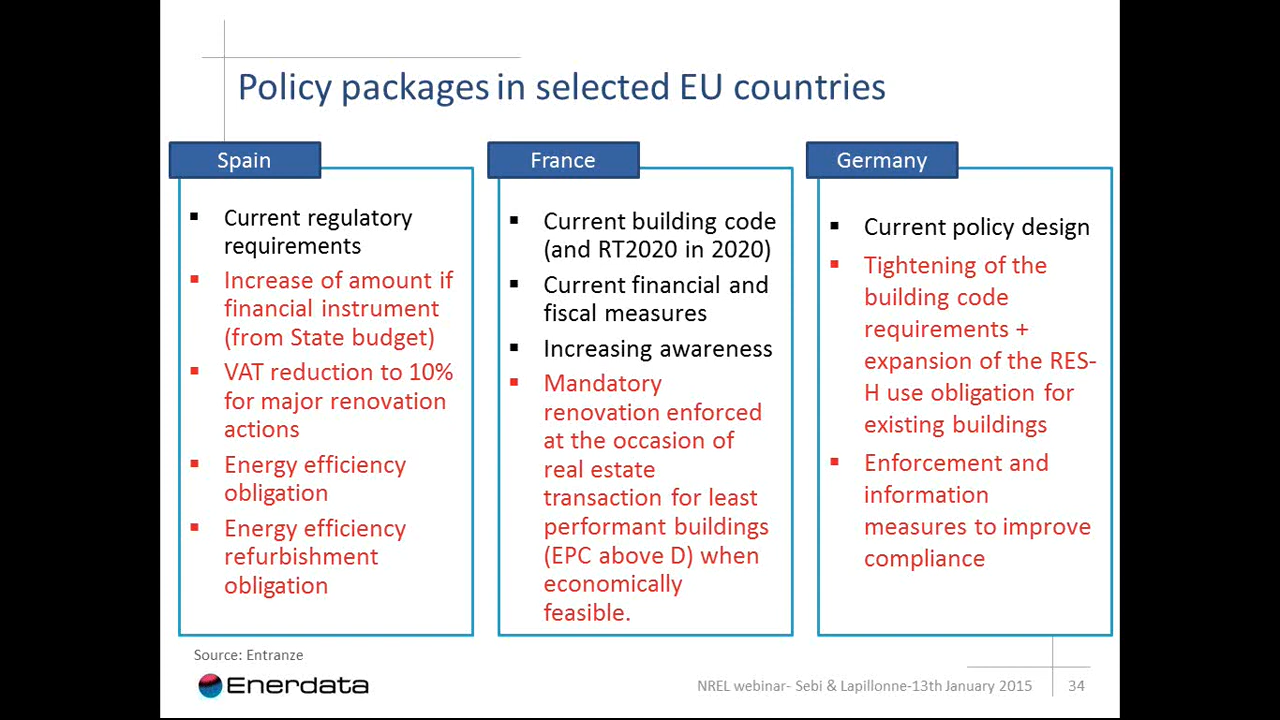 Policy packages in selected EU countries
Spain
▪ Current regulatory
requirements
▪ Increase of amount if
financial instrument
(from State budget)
▪ VAT reduction to 10%
for major renovation
actions
▪ Energy efficiency
obligation
▪ Energy efficiency
refurbishment
obligation
France
▪ Current building code
(and RT2020 in 2020)
▪ Current financial and
fiscal measures
▪ Increasing awareness
▪ Mandatory
renovation enforced
at the occasion of
real estate
transaction for least
performant buildings
(EPC above D) when
economically
feasible.
Germany
▪ Current policy design
▪ Tightening of the
building code
requirements +
expansion of the RES-
H use obligation for
existing buildings
▪ Enforcement and
information
measures to improve
compliance
Source: Entranze
Enerdata
NREL webinar- Sebi & Lapillonne-13th January 2015
34